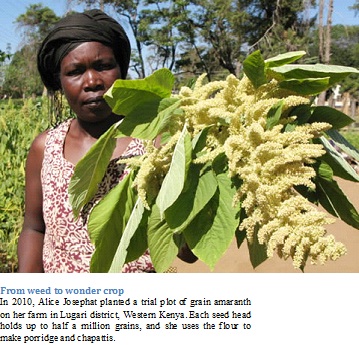 From weed to wonder crop
In 2010, Alice Josephat planted a trial plot of grain amaranth
on her farm in Lugari district, Western Kenya. Each seed head
holds up to half a million grains, and she uses the flour to
make porridge and chapattis.